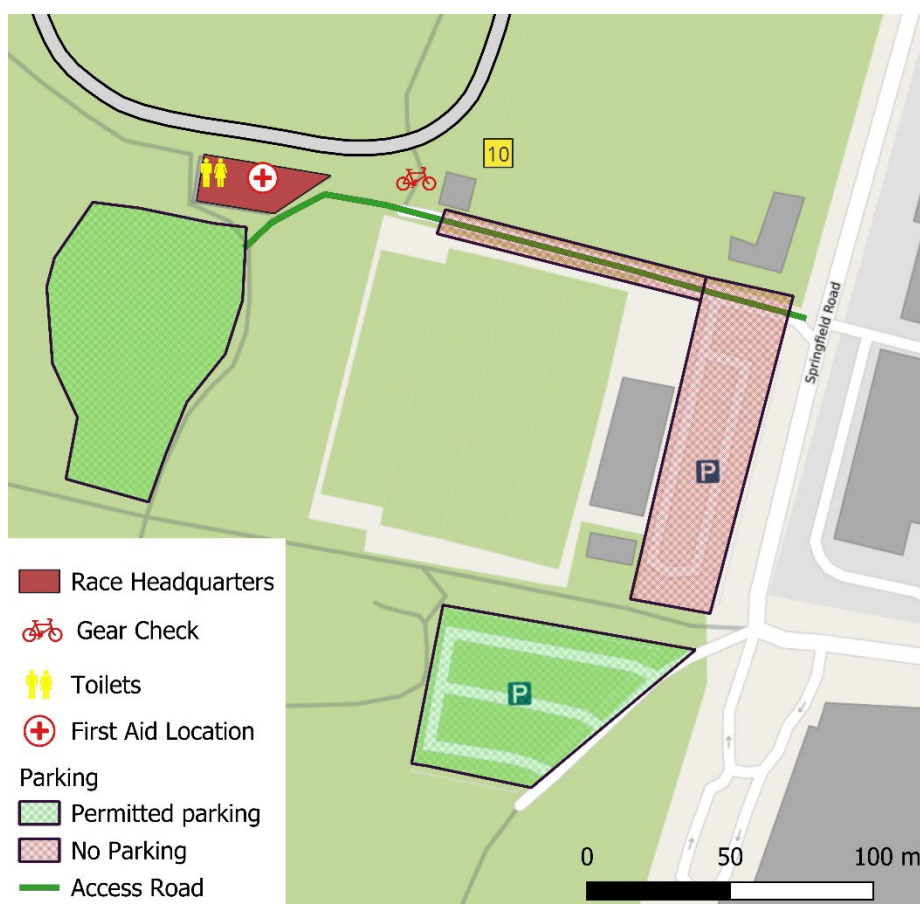 10
Springfield Road
P
P
Race Headquarters
Gear Check
Toilets
First Aid Location
Parking
Permitted parking
No Parking
Access Road
0 50 100 m